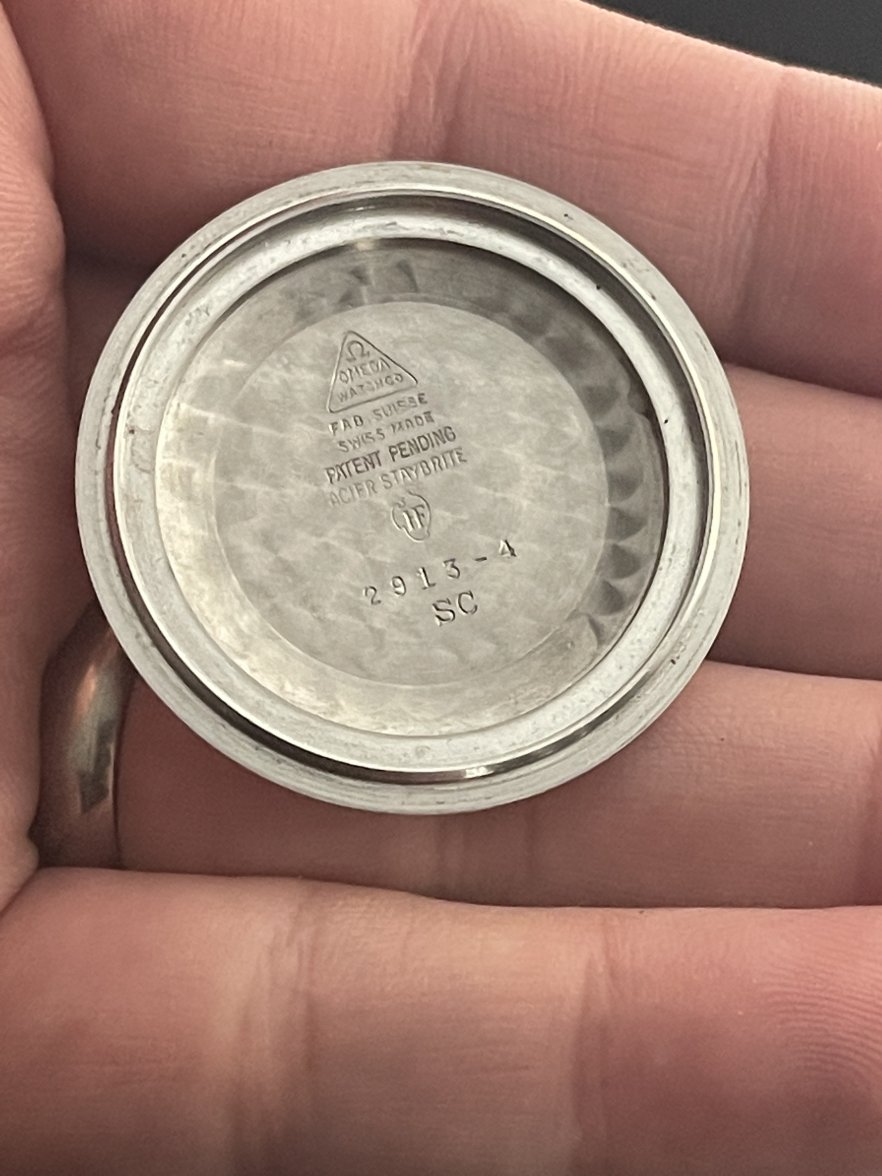 Ω
OMEGA
WATCH CO
FAB. SUISSE
SWISS MADE
PATENT PENDING
ACIER STAYBRITE
2913-4
SC